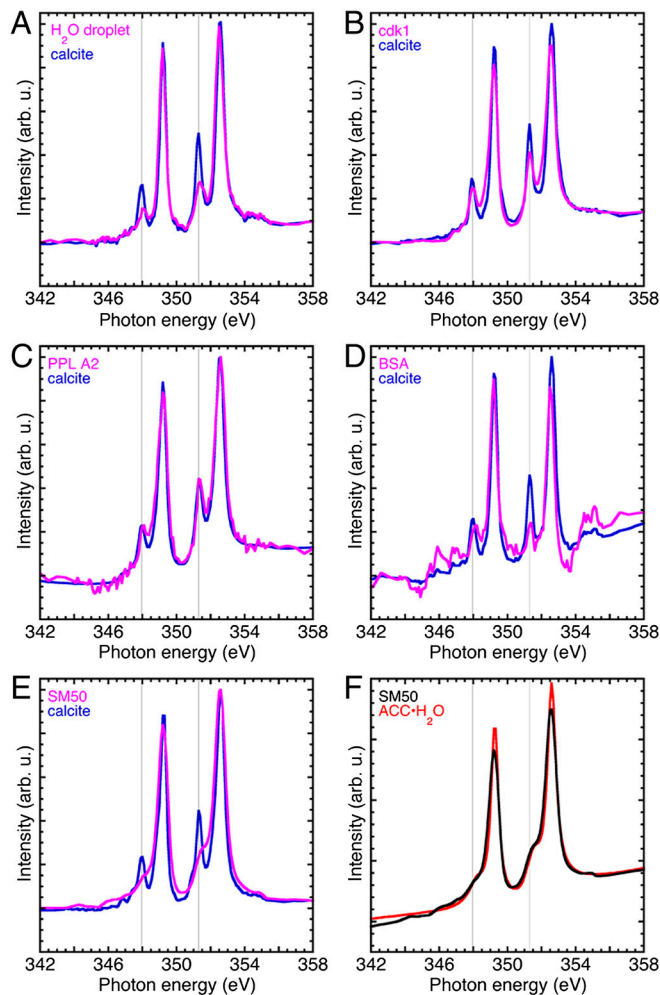 A
H2O droplet
calcite
Intensity (arb. u.)
342 346 350 354 358
Photon energy (eV)
B
cdk1
calcite
Intensity (arb. u.)
342 346 350 354 358
Photon energy (eV)
C
PPL A2
calcite
Intensity (arb. u.)
342 346 350 354 358
Photon energy (eV)
D
BSA
calcite
Intensity (arb. u.)
342 346 350 354 358
Photon energy (eV)
E
SM50
calcite
Intensity (arb. u.)
342 346 350 354 358
Photon energy (eV)
F
SM50
ACC•H2O
Intensity (arb. u.)
342 346 350 354 358
Photon energy (eV)